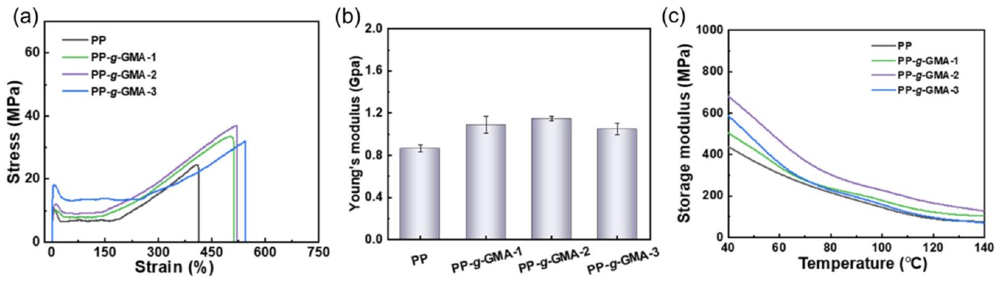 (a)
Stress (MPa)
60
40
20
0
PP
PP-g-GMA-1
PP-g-GMA-2
PP-g-GMA-3
0 150 300 450 600 750
Strain (%)
(b)
Young's modulus (Gpa)
2.0
1.6
1.2
0.8
0.4
0.0
PP PP-g-GMA-1 PP-g-GMA-2 PP-g-GMA-3
(c)
Storage modulus (MPa)
1000
800
600
400
200
0
PP
PP-g-GMA-1
PP-g-GMA-2
PP-g-GMA-3
40 60 80 100 120 140
Temperature (°C)